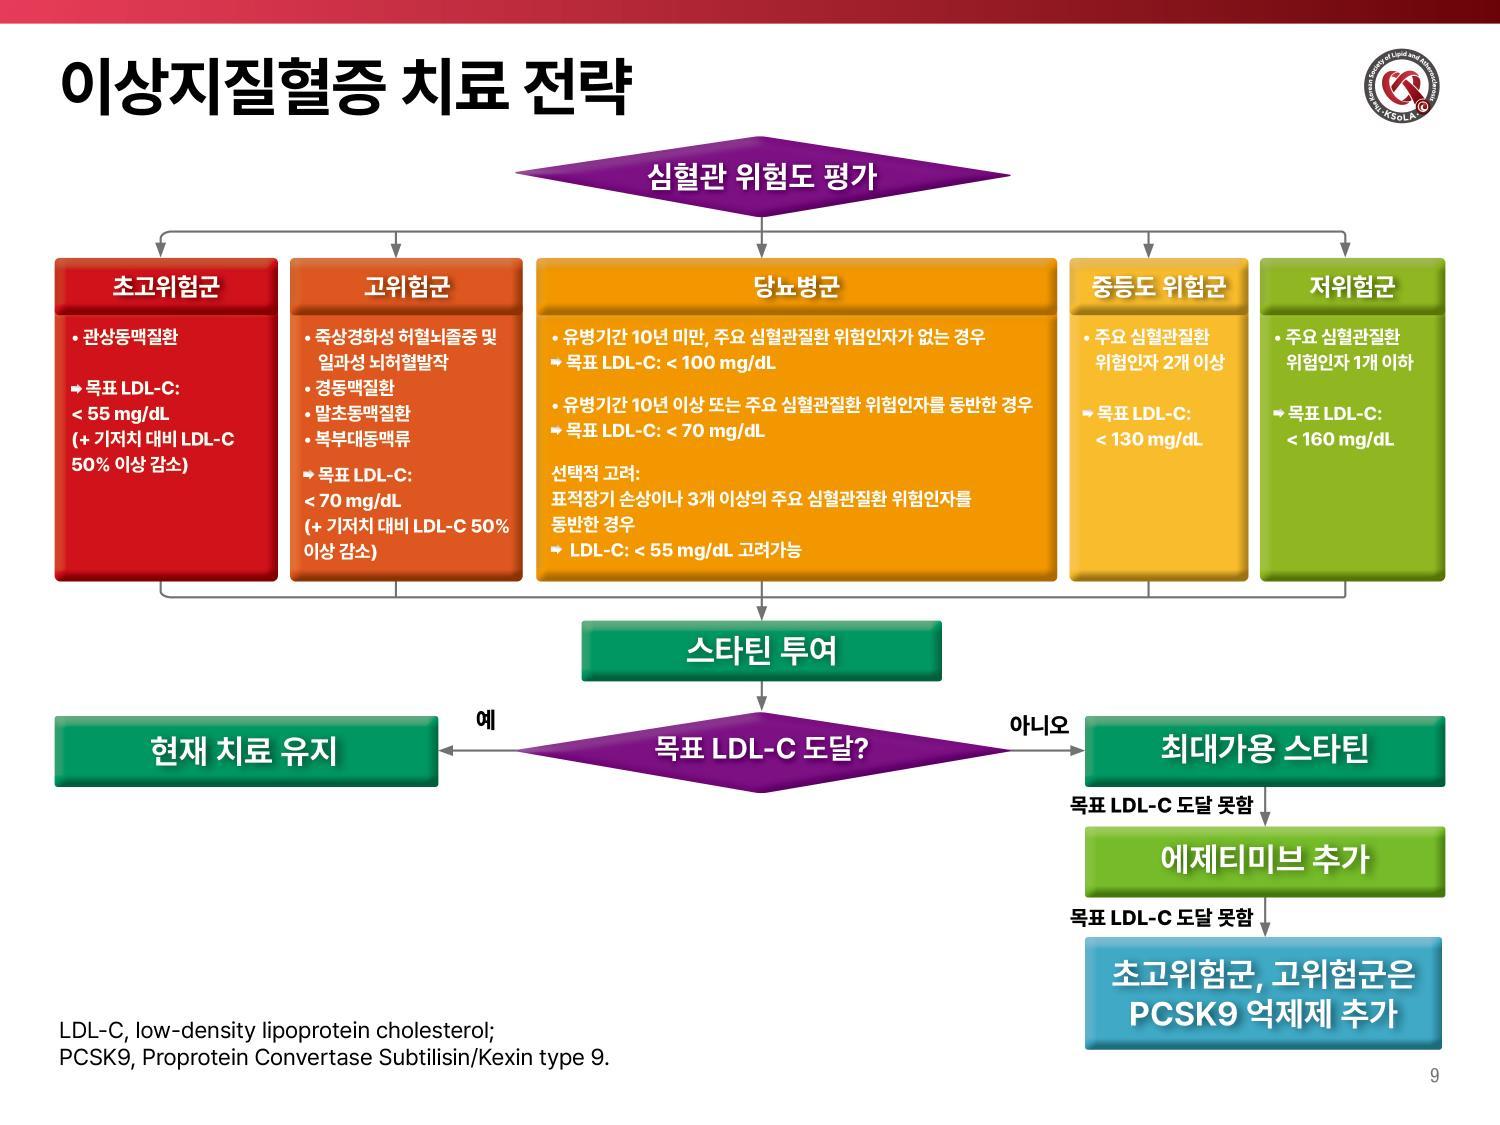 이상지질혈증 치료 전략
The Korean Society of Lipid and Atherosclerosis
KSoLA
심혈관 위험도 평가
초고위험군
• 관상동맥질환
➡ 목표 LDL-C:
< 55 mg/dL
(+ 기저치 대비 LDL-C
50% 이상 감소)
고위험군
• 죽상경화성 허혈뇌졸중 및
일과성 뇌허혈발작
• 경동맥질환
• 말초동맥질환
• 복부대동맥류
➡ 목표 LDL-C:
< 70 mg/dL
(+ 기저치 대비 LDL-C 50%
이상 감소)
당뇨병군
• 유병기간 10년 미만, 주요 심혈관질환 위험인자가 없는 경우
➡ 목표 LDL-C: < 100 mg/dL
• 유병기간 10년 이상 또는 주요 심혈관질환 위험인자를 동반한 경우
➡ 목표 LDL-C: < 70 mg/dL
선택적 고려:
표적장기 손상이나 3개 이상의 주요 심혈관질환 위험인자를
동반한 경우
➡ LDL-C: < 55 mg/dL 고려가능
중등도 위험군
• 주요 심혈관질환
위험인자 2개 이상
➡ 목표 LDL-C:
< 130 mg/dL
저위험군
• 주요 심혈관질환
위험인자 1개 이하
➡ 목표 LDL-C:
< 160 mg/dL
스타틴 투여
목표 LDL-C 도달?
예
현재 치료 유지
아니오
최대가용 스타틴
목표 LDL-C 도달 못함
에제티미브 추가
목표 LDL-C 도달 못함
초고위험군, 고위험군은
PCSK9 억제제 추가
LDL-C, low-density lipoprotein cholesterol;
PCSK9, Proprotein Convertase Subtilisin/Kexin type 9.
9